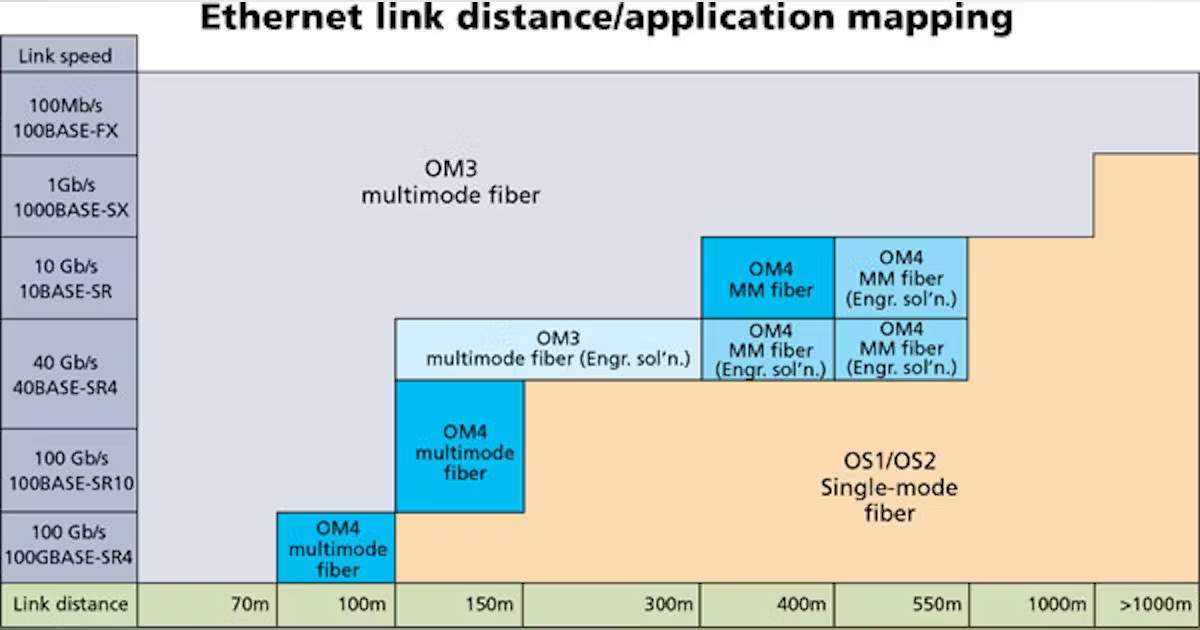 Ethernet link distance/application mapping
Link speed
100Mb/s
100BASE-FX
1Gb/s
1000BASE-SX
10 Gb/s
10BASE-SR
40 Gb/s
40BASE-SR4
100 Gb/s
100BASE-SR10
100 Gb/s
100GBASE-SR4
OM3
multimode fiber
OM4
MM fiber
OM4
MM fiber
(Engr. sol’n.)
OM3
multimode fiber (Engr. sol’n.)
OM4
MM fiber
(Engr. sol’n.)
OM4
MM fiber
(Engr. sol’n.)
OM4
multimode
fiber
OM4
multimode
fiber
OS1/OS2
Single-mode
fiber
Link distance
70m
100m
150m
300m
400m
550m
1000m
>1000m